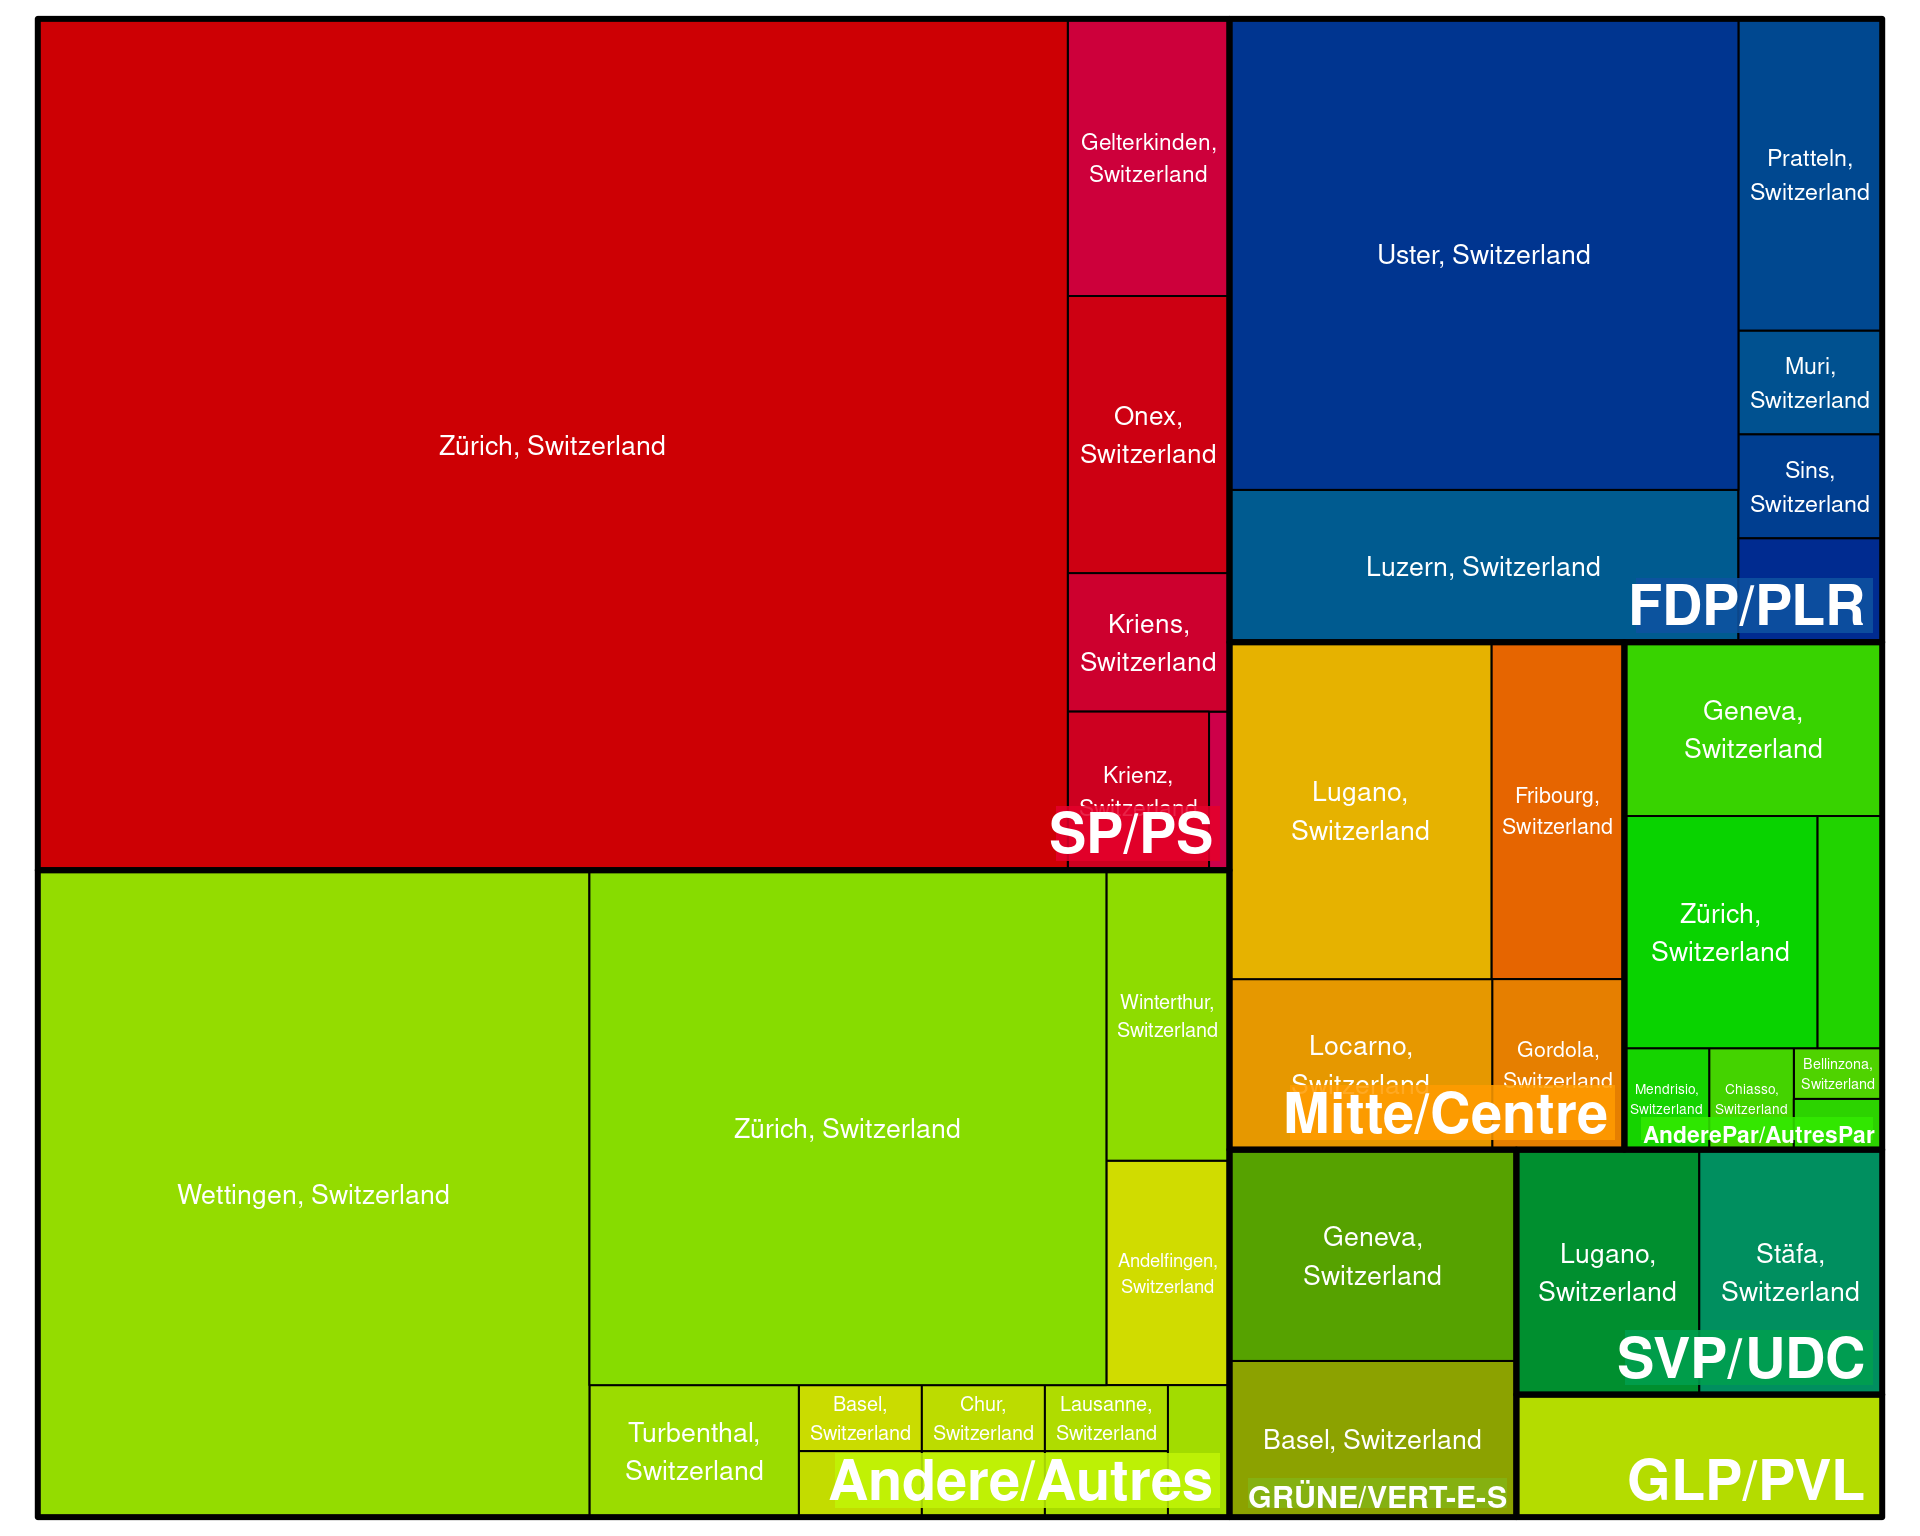 Zürich, Switzerland
Gelterkinden,
Switzerland
Onex,
Switzerland
Kriens,
Switzerland
Krienz,
Switzerland
SP/PS
Uster, Switzerland
Pratteln,
Switzerland
Muri,
Switzerland
Sins,
Switzerland
Luzern, Switzerland
FDP/PLR
Wettingen, Switzerland
Zürich, Switzerland
Winterthur,
Switzerland
Andelfingen,
Switzerland
Turbenthal,
Switzerland
Basel,
Switzerland
Chur,
Switzerland
Lausanne,
Switzerland
Andere/Autres
Lugano,
Switzerland
Fribourg,
Switzerland
Locarno,
Switzerland
Gordola,
Switzerland
Mitte/Centre
Geneva,
Switzerland
Zürich,
Switzerland
Mendrisio,
Switzerland
Chiasso,
Switzerland
Bellinzona,
Switzerland
AnderePar/AutresPar
Geneva,
Switzerland
Basel, Switzerland
GRÜNE/VERT-E-S
Lugano,
Switzerland
Stäfa,
Switzerland
SVP/UDC
GLP/PVL